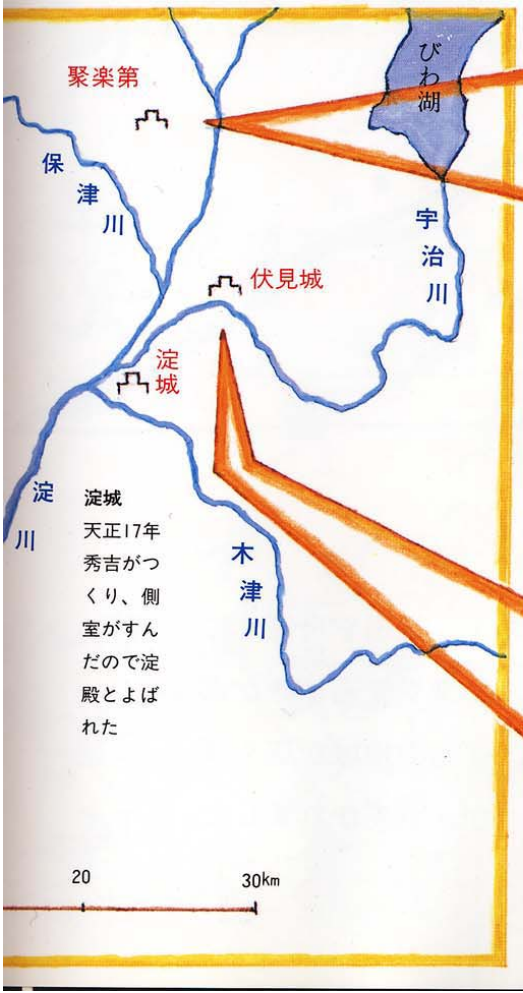 聚楽第
びわ湖
保津川
宇治川
伏見城
淀城
淀川
淀城
天正17年
秀吉がつ
くり、側
室がすん
だので淀
殿とよば
れた
木津川
20
30km